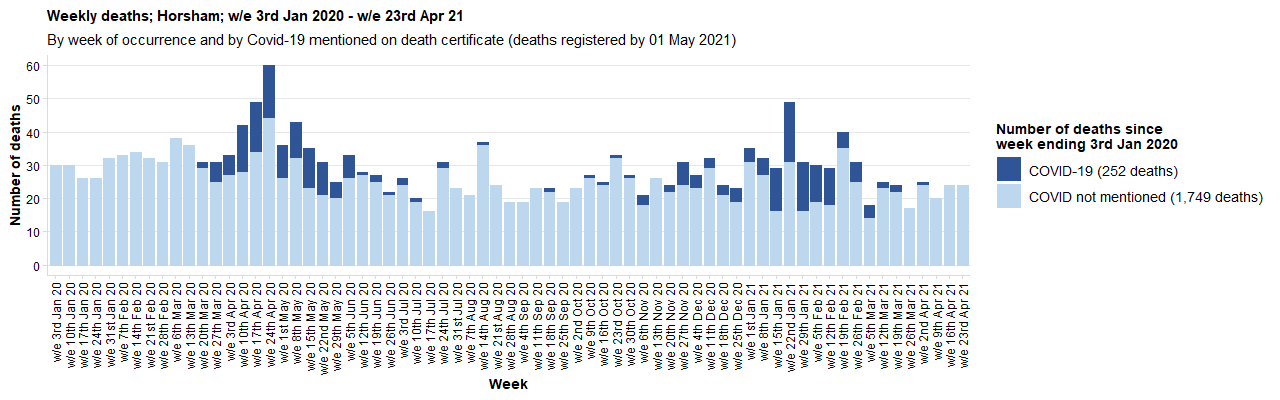 Weekly deaths; Horsham; w/e 3rd Jan 2020 - w/e 23rd Apr 21
By week of occurrence and by Covid-19 mentioned on death certificate (deaths registered by 01 May 2021)
Number of deaths
60
50
40
30
20
10
0
w/e 3rd Jan 20
w/e 10th Jan 20
w/e 17th Jan 20
w/e 24th Jan 20
w/e 31st Jan 20
w/e 7th Feb 20
w/e 14th Feb 20
w/e 21st Feb 20
w/e 28th Feb 20
w/e 6th Mar 20
w/e 13th Mar 20
w/e 20th Mar 20
w/e 27th Mar 20
w/e 3rd Apr 20
w/e 10th Apr 20
w/e 17th Apr 20
w/e 24th Apr 20
w/e 1st May 20
w/e 8th May 20
w/e 15th May 20
w/e 22nd May 20
w/e 29th May 20
w/e 5th Jun 20
w/e 12th Jun 20
w/e 19th Jun 20
w/e 26th Jun 20
w/e 3rd Jul 20
w/e 10th Jul 20
w/e 17th Jul 20
w/e 24th Jul 20
w/e 31st Jul 20
w/e 7th Aug 20
w/e 14th Aug 20
w/e 21st Aug 20
w/e 28th Aug 20
w/e 4th Sep 20
w/e 11th Sep 20
w/e 18th Sep 20
w/e 25th Sep 20
w/e 2nd Oct 20
w/e 9th Oct 20
w/e 16th Oct 20
w/e 23rd Oct 20
w/e 30th Oct 20
w/e 6th Nov 20
w/e 13th Nov 20
w/e 20th Nov 20
w/e 27th Nov 20
w/e 4th Dec 20
w/e 11th Dec 20
w/e 18th Dec 20
w/e 25th Dec 20
w/e 1st Jan 21
w/e 8th Jan 21
w/e 15th Jan 21
w/e 22nd Jan 21
w/e 29th Jan 21
w/e 5th Feb 21
w/e 12th Feb 21
w/e 19th Feb 21
w/e 26th Feb 21
w/e 5th Mar 21
w/e 12th Mar 21
w/e 19th Mar 21
w/e 26th Mar 21
w/e 2nd Apr 21
w/e 9th Apr 21
w/e 16th Apr 21
w/e 23rd Apr 21
Week
Number of deaths since
week ending 3rd Jan 2020
COVID-19 (252 deaths)
COVID not mentioned (1,749 deaths)